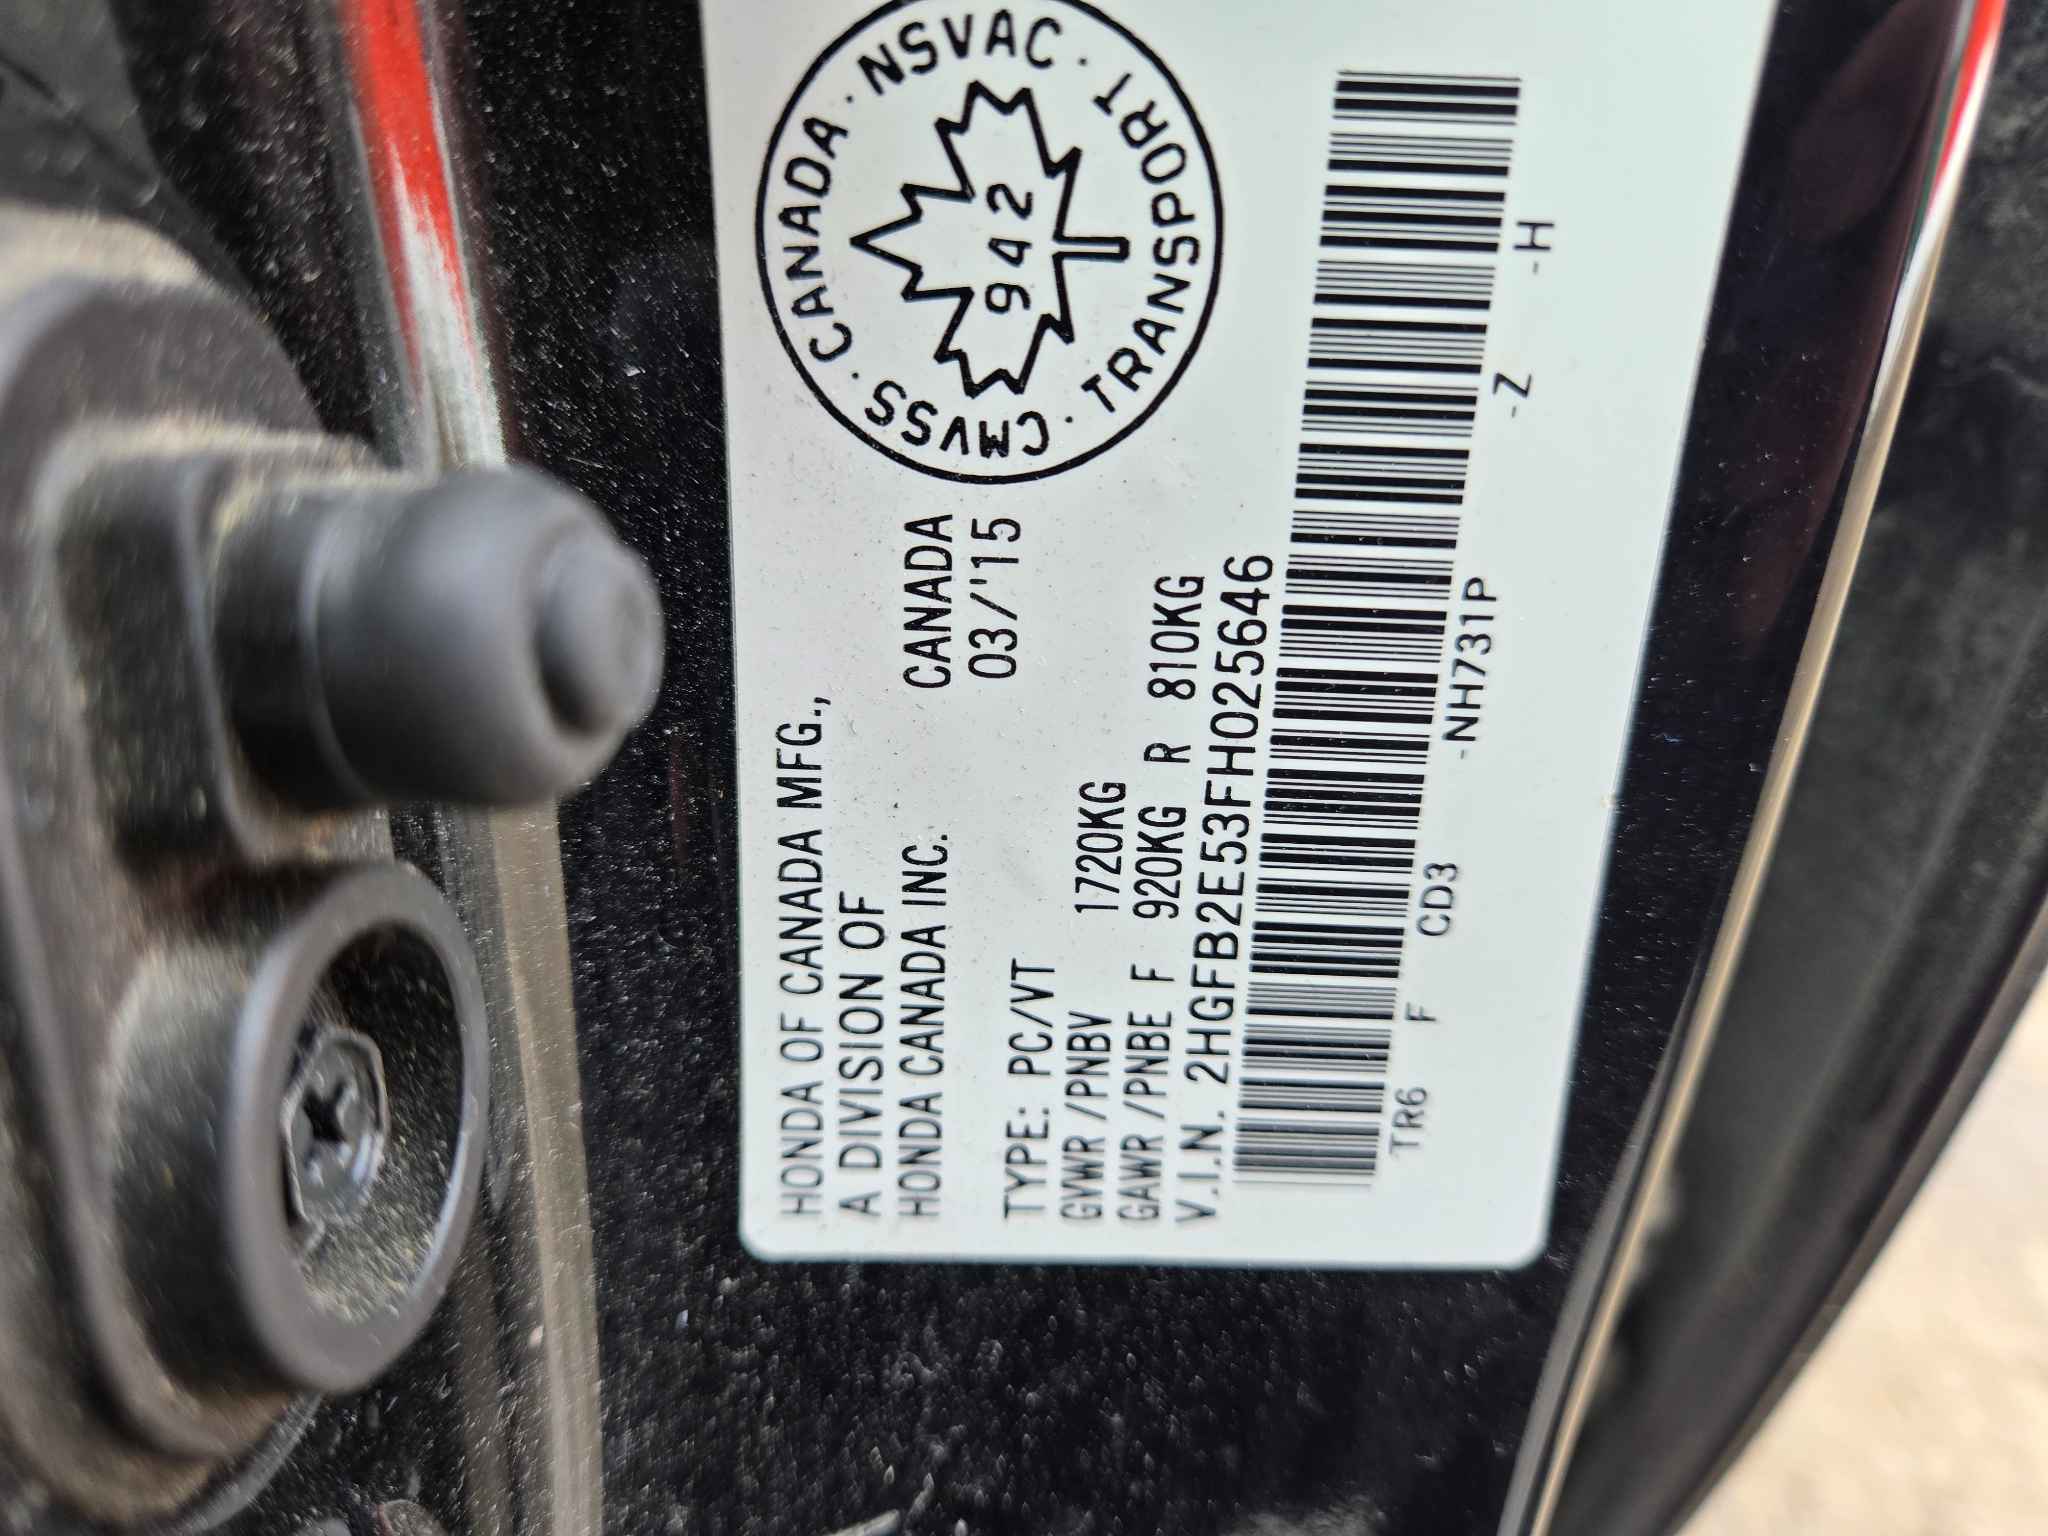 HONDA OF CANADA MFG.,
A DIVISION OF CANADA
HONDA CANADA INC. 03/'15
TYPE: PC/VT
GVWR/PNBV 1720KG
GAWR/PNBE F 920KG R 810KG
V.I.N. 2HGFB2E53FH025646
TR6 F CD3 -NH731P -Z -H
CMVSS · CANADA · NSVAC · TRANSPORT · TRANSPORT
942